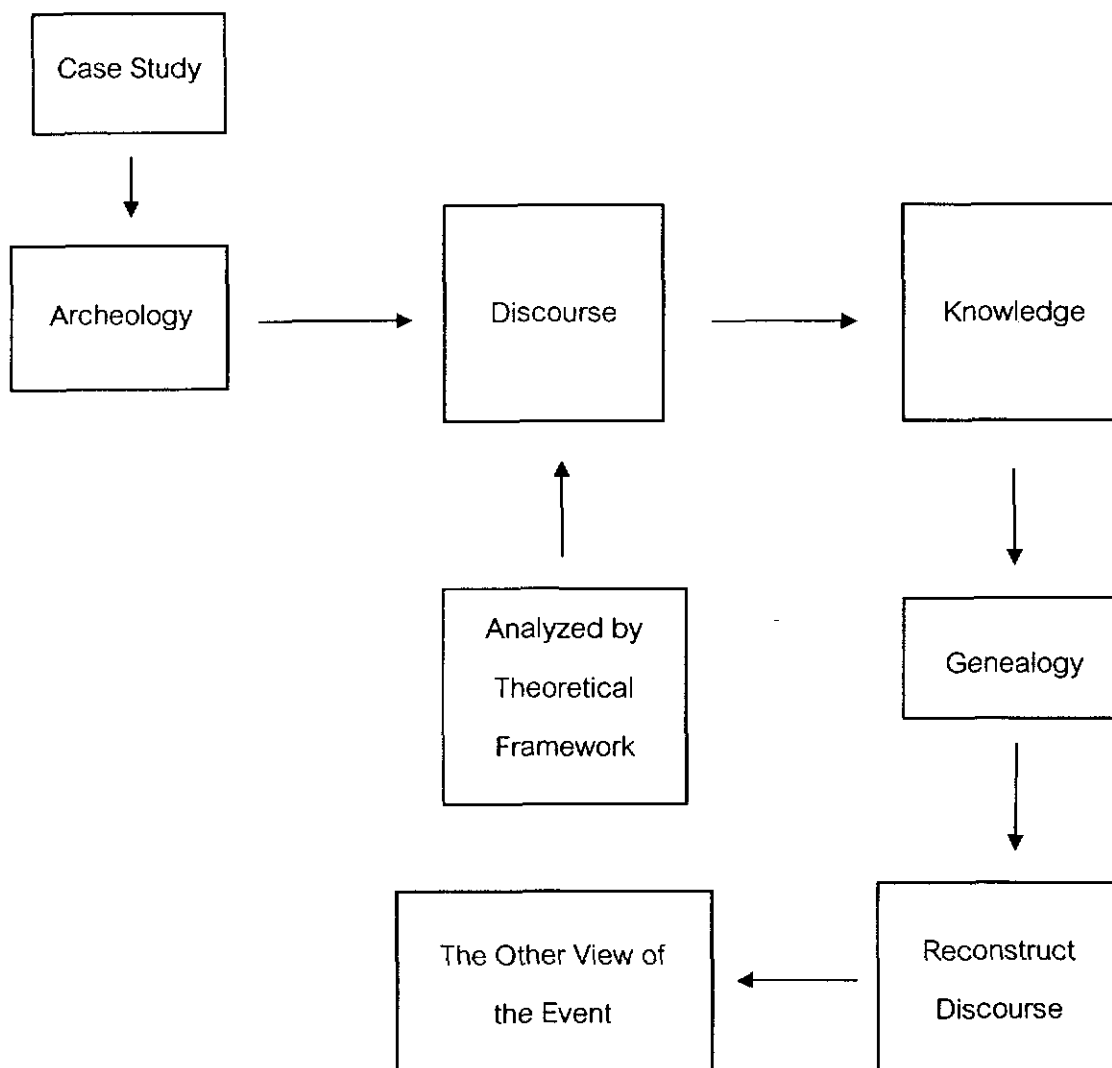 Case Study
Archeology
Discourse
Knowledge
Analyzed by
Theoretical
Framework
Genealogy
The Other View of
the Event
Reconstruct
Discourse